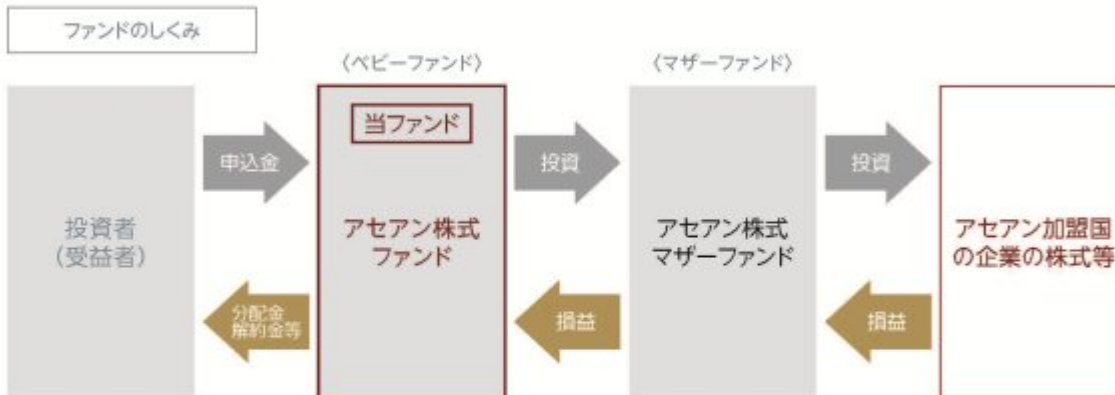 ファンドのしくみ
〈ベビーファンド〉
〈マザーファンド〉
当ファンド
申込金
投資
投資
投資者
(受益者)
アセアン株式
ファンド
アセアン株式
マザーファンド
アセアン加盟国
の企業の株式等
分配金
解約金等
損益
損益